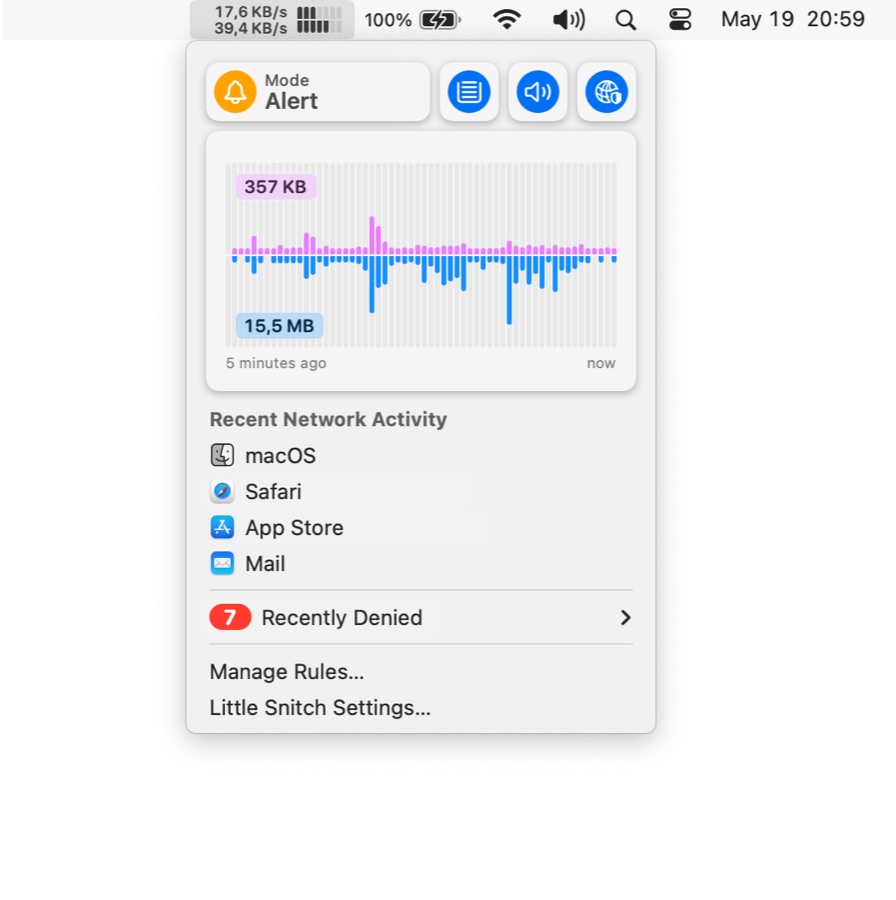 17,6 KB/s
39,4 KB/s
100%
May 19 20:59
Mode
Alert
357 KB
15,5 MB
5 minutes ago now
Recent Network Activity
macOS
Safari
App Store
Mail
7 Recently Denied
Manage Rules...
Little Snitch Settings...